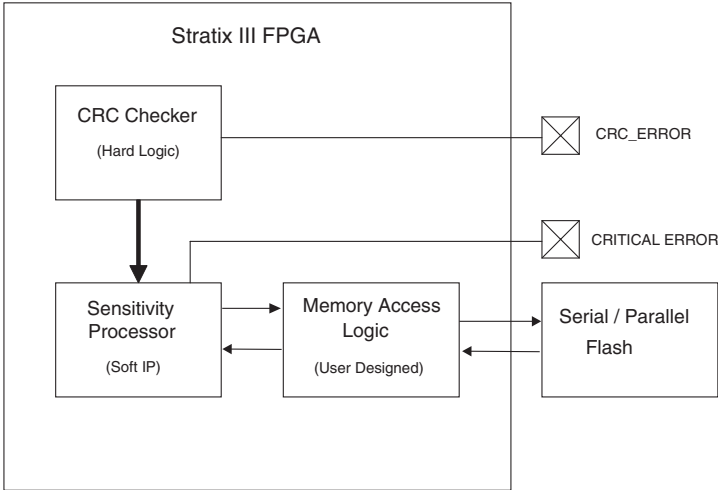 Stratix III FPGA
CRC Checker
(Hard Logic)
CRC_ERROR
CRITICAL ERROR
Sensitivity
Processor
(Soft IP)
Memory Access
Logic
(User Designed)
Serial / Parallel
Flash